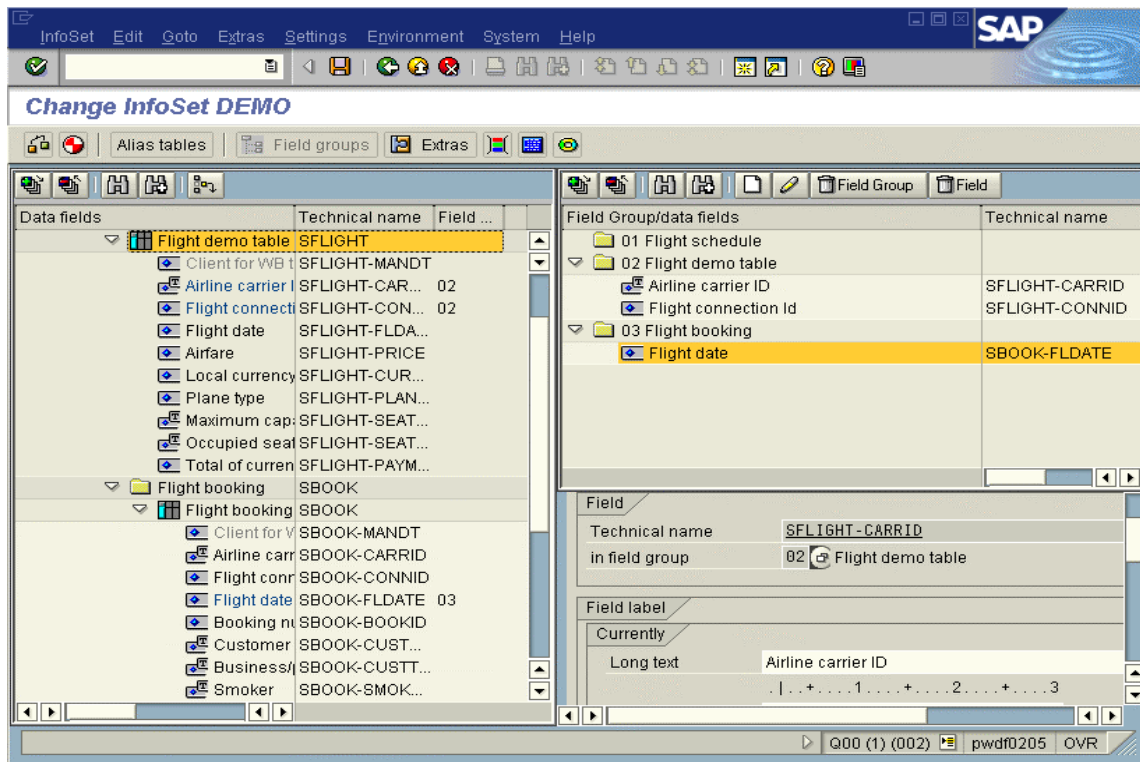 InfoSet Edit Goto Extras Settings Environment System Help
SAP
Change InfoSet DEMO
Alias tables Field groups Extras
Field Group Field
Data fields Technical name Field ...
Flight demo table SFLIGHT
Client for WB t SFLIGHT-MANDT
Airline carrier I SFLIGHT-CAR... 02
Flight connecti SFLIGHT-CON... 02
Flight date SFLIGHT-FLDA...
Airfare SFLIGHT-PRICE
Local currency SFLIGHT-CUR...
Plane type SFLIGHT-PLAN...
Maximum cap: SFLIGHT-SEAT...
Occupied seat SFLIGHT-SEAT...
Total of curren SFLIGHT-PAYM...
Flight booking SBOOK
Flight booking SBOOK
Client for W SBOOK-MANDT
Airline carr SBOOK-CARRID
Flight conn SBOOK-CONNID
Flight date SBOOK-FLDATE 03
Booking nu SBOOK-BOOKID
Customer SBOOK-CUST...
Business/p SBOOK-CUSTT...
Smoker SBOOK-SMOK...
Field Group/data fields Technical name
01 Flight schedule
02 Flight demo table
Airline carrier ID SFLIGHT-CARRID
Flight connection Id SFLIGHT-CONNID
03 Flight booking
Flight date SBOOK-FLDATE
Field
Technical name SFLIGHT-CARRID
in field group 02 Flight demo table
Field label
Currently
Long text Airline carrier ID
. | . . + . . . . 1 . . . . + . . . . 2 . . . . + . . . . 3
Q00 (1) (002) pwdf0205 OVR